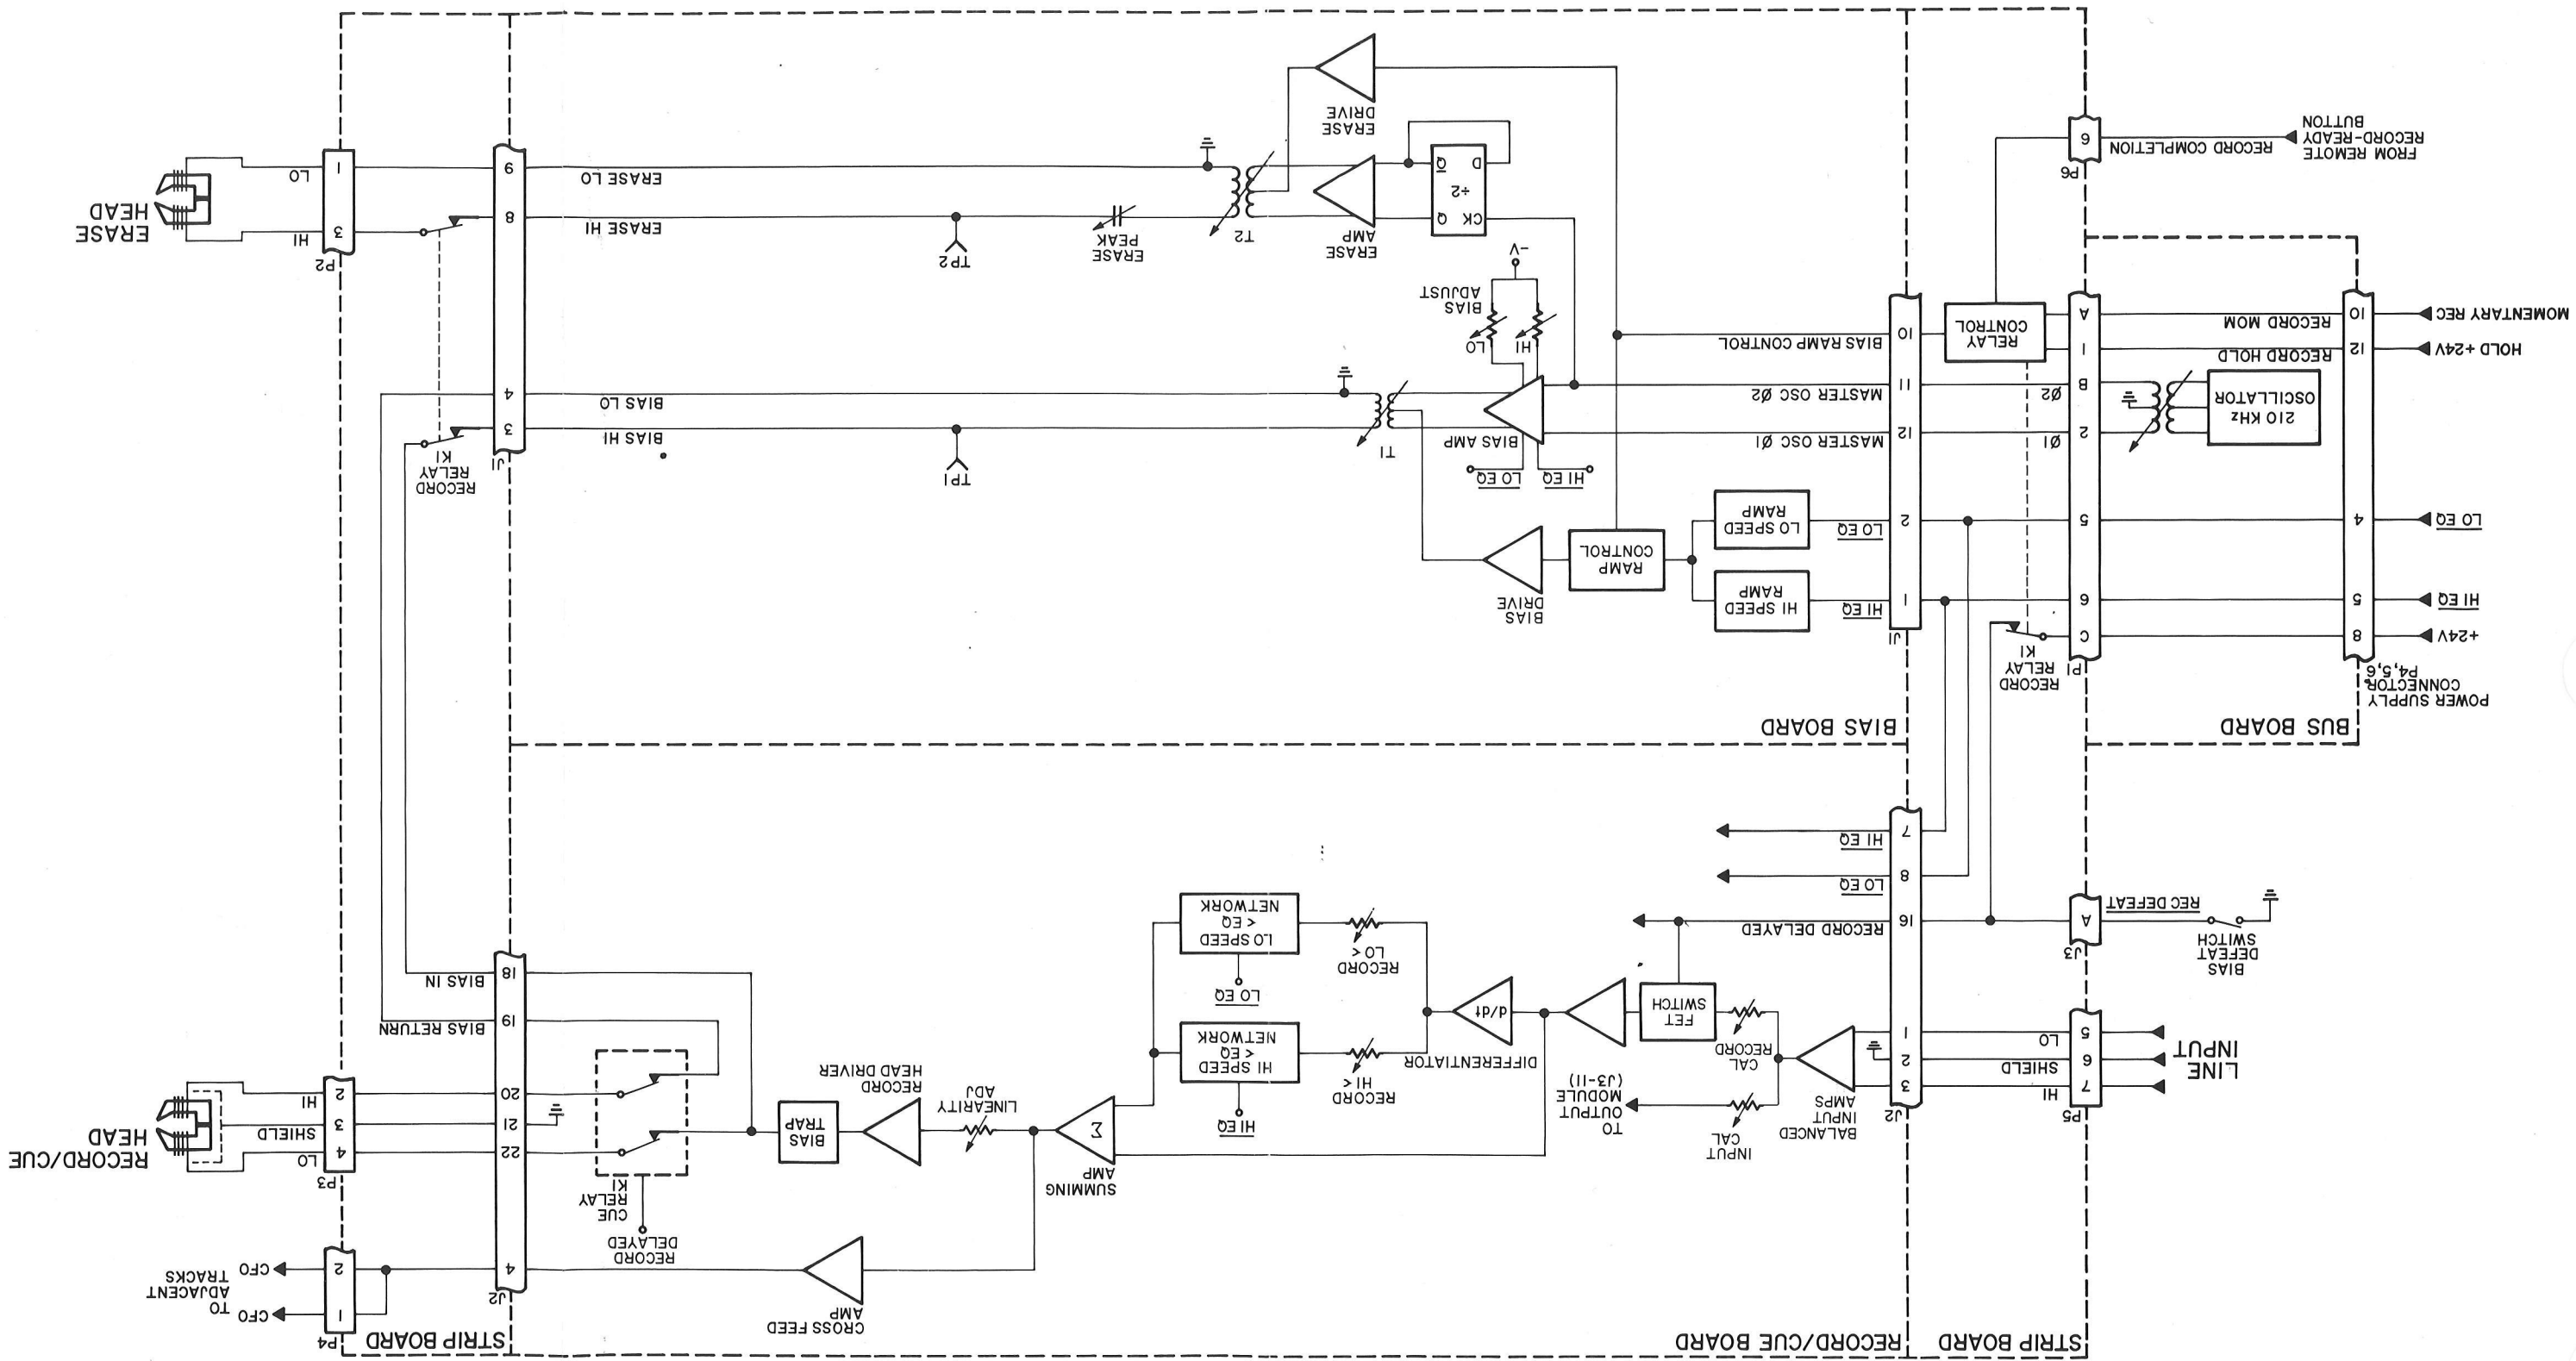 STRIP BOARD
RECORD/CUE BOARD
STRIP BOARD
P4
CROSS FEED
AMP
1
2
CFO
CFO
TO
ADJACENT
TRACKS
J2
4
RECORD
DELAYED
CUE
RELAY
K1
P5
LINE
INPUT
7
6
5
HI
SHIELD
LO
J2
3
2
1
BALANCED
INPUT
AMPS
INPUT
CAL
TO
OUTPUT
MODULE
(J3-11)
RECORD
CAL
FET
SWITCH
DIFFERENTIATOR
d/dt
RECORD
HI <
HI EQ
HI SPEED
< EQ
NETWORK
LO EQ
RECORD
LO <
LO SPEED
< EQ
NETWORK
SUMMING
AMP
Σ
LINEARITY
ADJ
RECORD
HEAD DRIVER
BIAS
TRAP
22
21
20
19
18
BIAS RETURN
BIAS IN
P3
4
3
2
LO
SHIELD
HI
RECORD/CUE
HEAD
BIAS
DEFEAT
SWITCH
REC DEFEAT
J3
A
16
RECORD DELAYED
8
LO EQ
7
HI EQ
BUS BOARD
BIAS BOARD
POWER SUPPLY
CONNECTOR
P4,5,6
+24V
8
HI EQ
5
LO EQ
4
HOLD +24V
12
MOMENTARY REC
10
RECORD HOLD
RECORD MOM
210 KHz
OSCILLATOR
Ø1
Ø2
P1
C
6
5
2
B
1
A
RECORD
RELAY
K1
RELAY
CONTROL
J1
1
2
12
11
10
HI EQ
LO EQ
MASTER OSC Ø1
MASTER OSC Ø2
BIAS RAMP CONTROL
HI SPEED
RAMP
LO SPEED
RAMP
RAMP
CONTROL
BIAS
DRIVE
HI EQ
LO EQ
BIAS AMP
T1
HI
LO
BIAS
ADJUST
-V
TP1
BIAS HI
BIAS LO
J1
3
4
8
9
RECORD
RELAY
K1
ERASE
AMP
CK
Q
÷2
D
Q
ERASE
DRIVE
T2
ERASE
PEAK
TP2
ERASE HI
ERASE LO
P2
3
1
HI
LO
ERASE
HEAD
P6
6
RECORD COMPLETION
FROM REMOTE
RECORD-READY
BUTTON